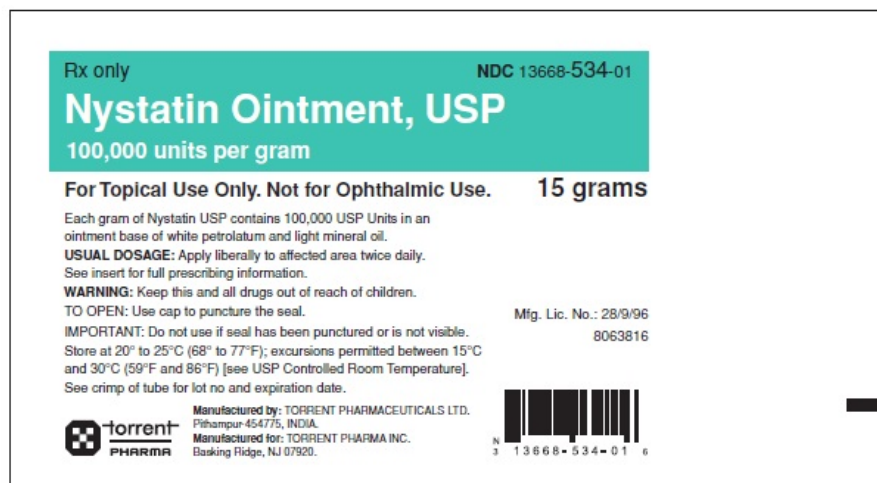 Rx only NDC 13668-534-01
Nystatin Ointment, USP
100,000 units per gram
For Topical Use Only. Not for Ophthalmic Use. 15 grams
Each gram of Nystatin USP contains 100,000 USP Units in an
ointment base of white petrolatum and light mineral oil.
USUAL DOSAGE: Apply liberally to affected area twice daily.
See insert for full prescribing information.
WARNING: Keep this and all drugs out of reach of children.
TO OPEN: Use cap to puncture the seal.
IMPORTANT: Do not use if seal has been punctured or is not visible.
Store at 20° to 25°C (68° to 77°F); excursions permitted between 15°C
and 30°C (59°F and 86°F) [see USP Controlled Room Temperature].
See crimp of tube for lot no and expiration date.
Mfg. Lic. No.: 28/9/96
8063816
torrent
PHARMA
Manufactured by: TORRENT PHARMACEUTICALS LTD.
Pithampur-454775, INDIA.
Manufactured for: TORRENT PHARMA INC.
Basking Ridge, NJ 07920.
N
3 13668-534-01 6